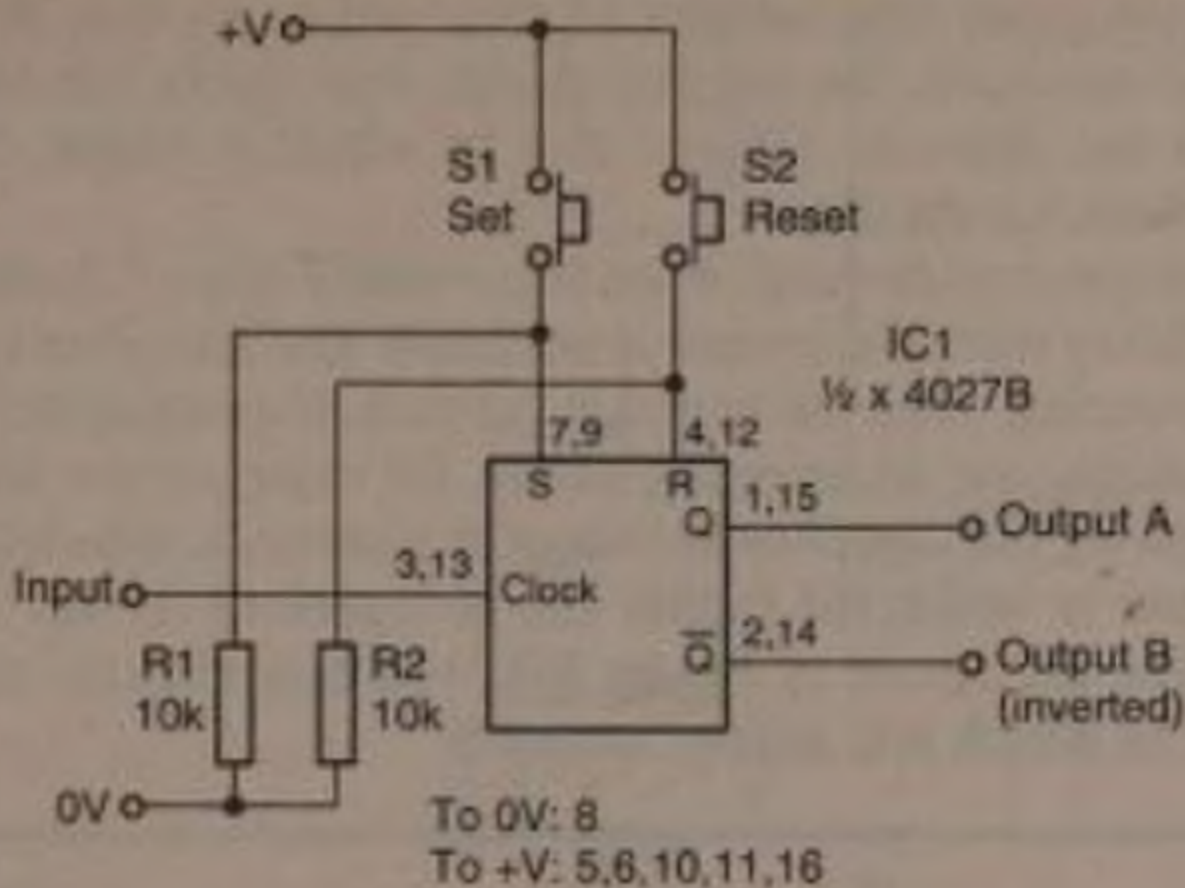 +V
S1
Set
S2
Reset
IC1
½ x 4027B
7,9
4,12
S
R
Q
1,15
Output A
Input
3,13
Clock
Q̅
2,14
Output B
(inverted)
R1
10k
R2
10k
0V
To 0V: 8
To +V: 5,6,10,11,16